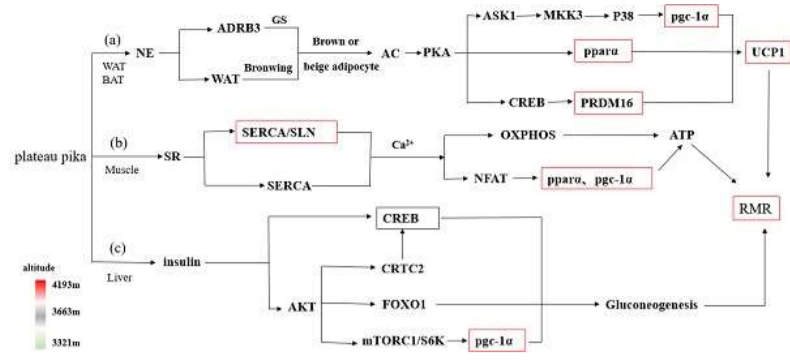 (a)
WAT
BAT
NE
ADRB3
GS
WAT
Bronwing
Brown or
beige adipocyte
AC
PKA
ASK1
MKK3
P38
pgc-1α
pparα
CREB
PRDM16
UCP1
plateau pika
(b)
Muscle
SR
SERCA/SLN
SERCA
Ca²⁺
OXPHOS
ATP
NFAT
pparα、pgc-1α
RMR
(c)
Liver
insulin
CREB
AKT
CRTC2
FOXO1
mTORC1/S6K
pgc-1α
Gluconeogenesis
altitude
4193m
3663m
3321m